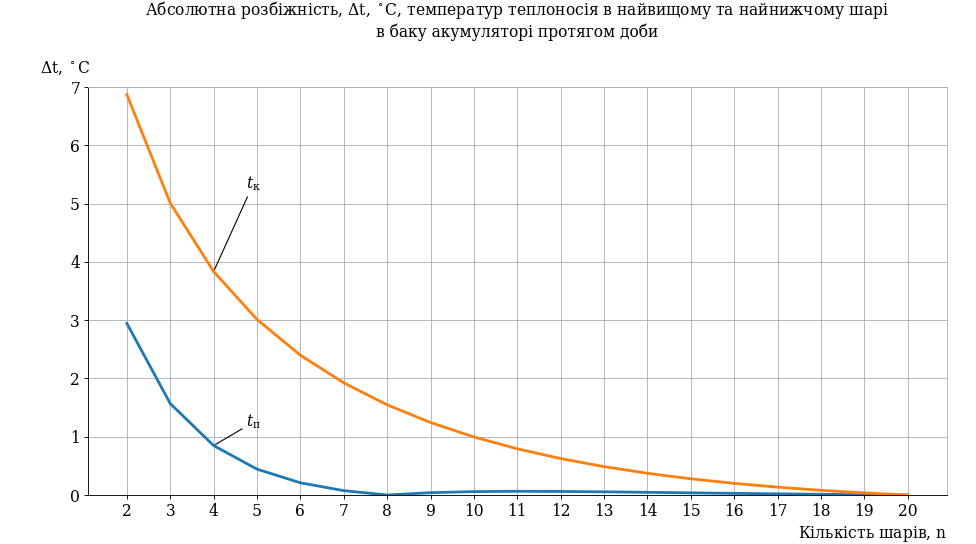 Абсолютна розбіжність, Δt, ˚C, температур теплоносія в найвищому та найнижчому шарі
в баку акумуляторі протягом доби
Δt, ˚C
7
6
5
4
3
2
1
0
tк
tп
2 3 4 5 6 7 8 9 10 11 12 13 14 15 16 17 18 19 20
Кількість шарів, n